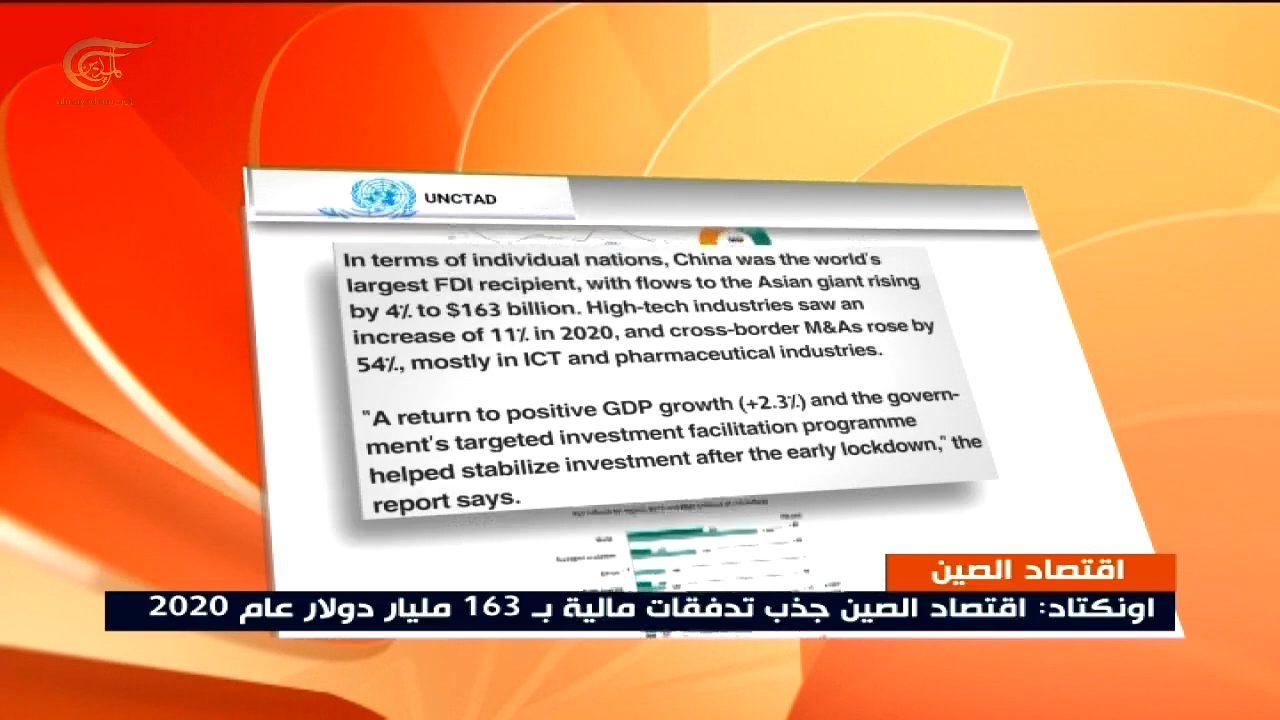 الميادين
UNCTAD
In terms of individual nations, China was the world's
largest FDI recipient, with flows to the Asian giant rising
by 4% to $163 billion. High-tech industries saw an
increase of 11% in 2020, and cross-border M&As rose by
54%, mostly in ICT and pharmaceutical industries.
"A return to positive GDP growth (+2.3%) and the govern-
ment's targeted investment facilitation programme
helped stabilize investment after the early lockdown," the
report says.
اقتصاد الصين
اونكتاد: اقتصاد الصين جذب تدفقات مالية بـ 163 مليار دولار عام 2020